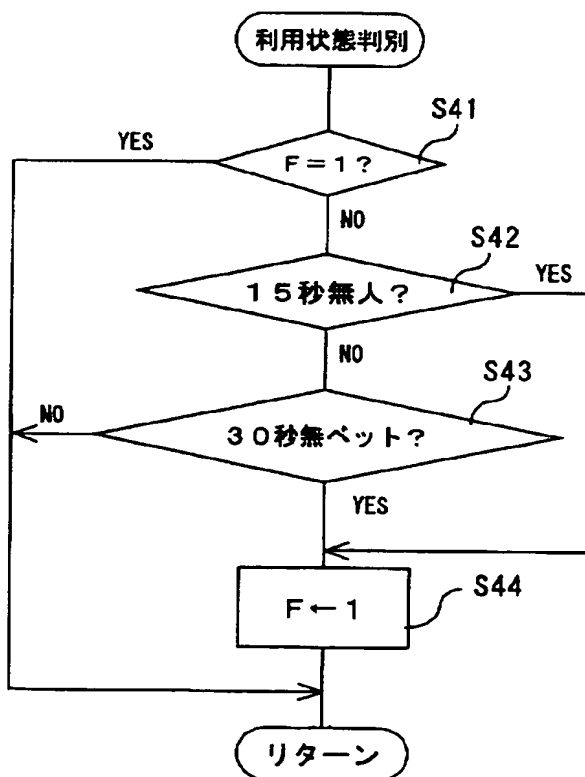 利用状態判別
S41
YES
F=1?
NO
S42
YES
15秒無人?
NO
S43
NO
30秒無ベット?
YES
S44
F←1
リターン